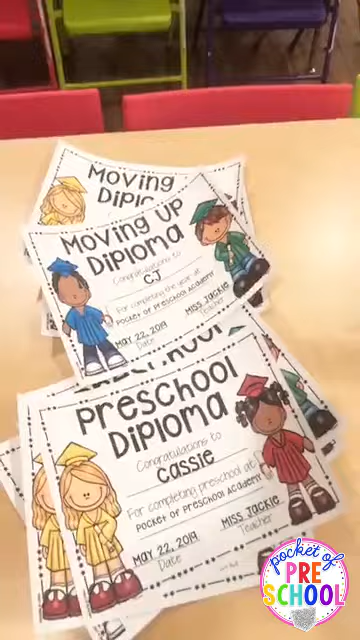 Moving
Diplo
Moving Up
Diploma
Congratulations to
CJ
For completing the year at
Pocket of Preschool Academy
May 22, 2019
Date
Miss Jackie
Teacher
Preschool
Diploma
Congratulations to
Cassie
For completing preschool at
Pocket of Preschool Academy
May 22, 2019
Date
Miss Jackie
Teacher
pocket of
PRE
SCHOOL